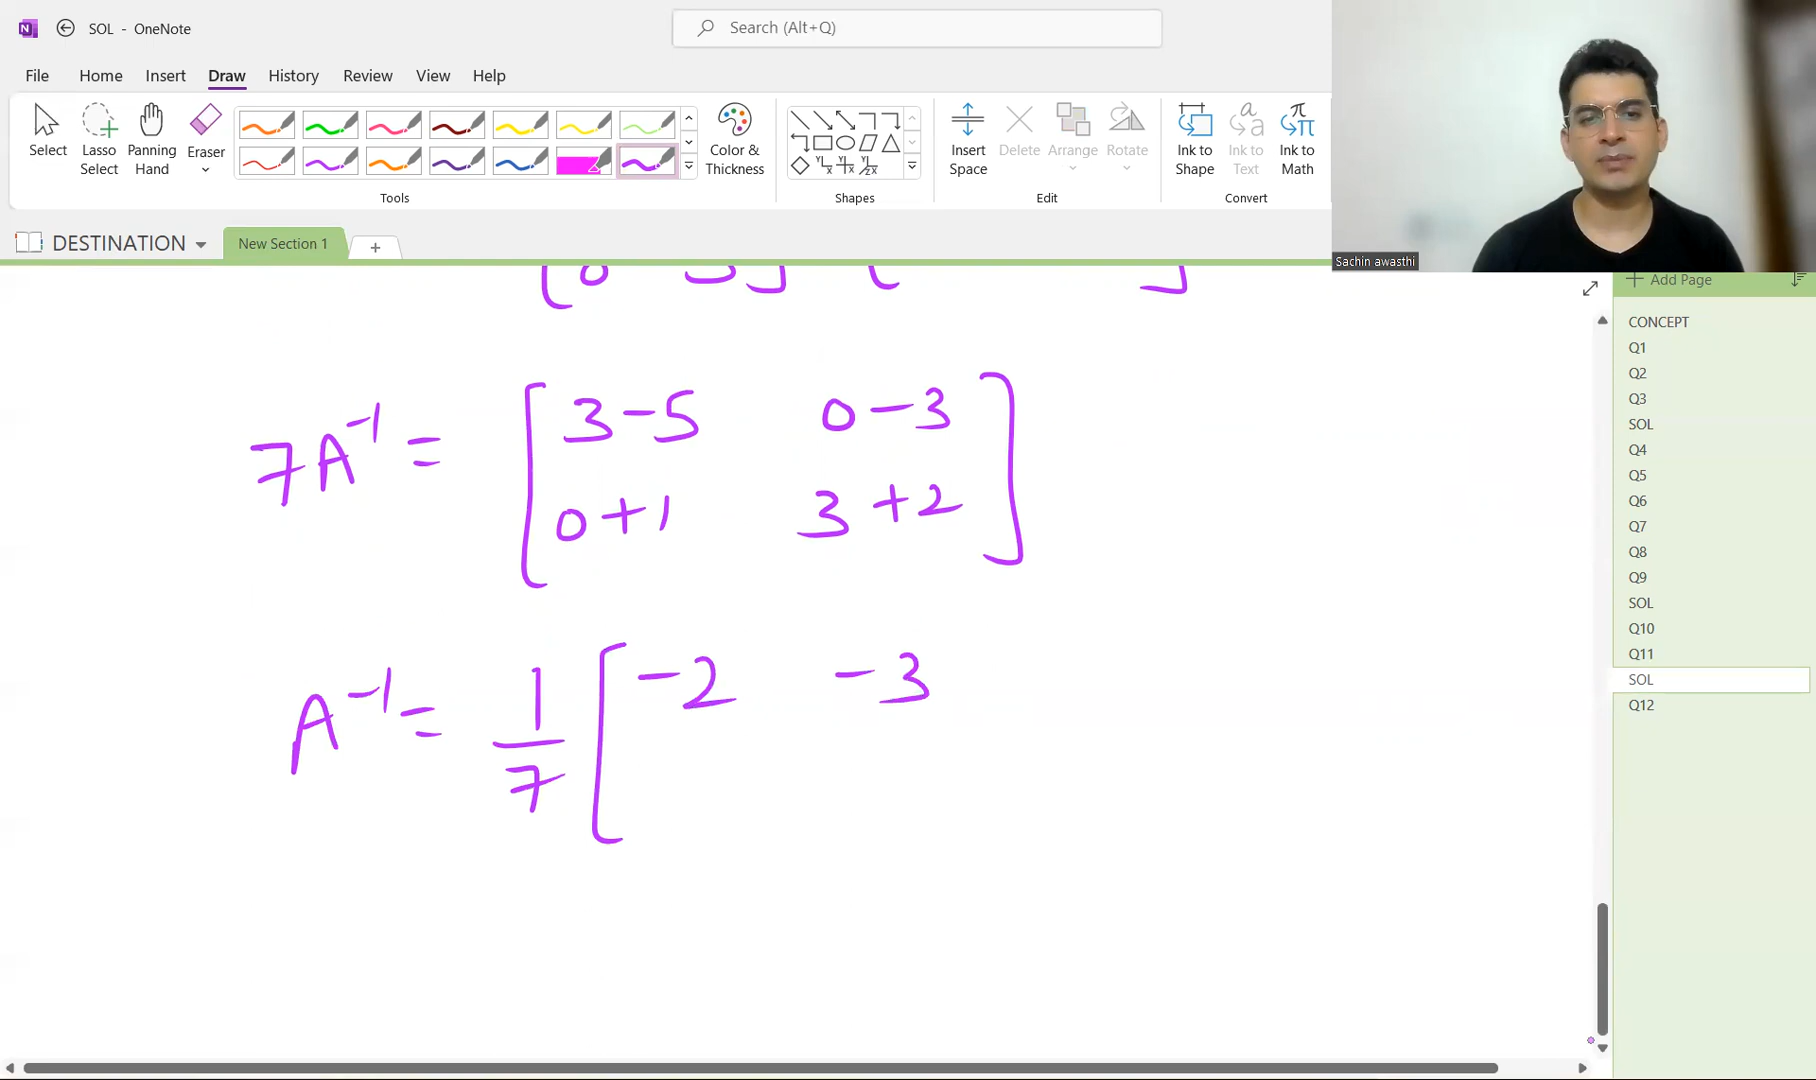 SOL - OneNote
Search (Alt+Q)
File Home Insert Draw History Review View Help
Select
Lasso Select
Panning Hand
Eraser
Color & Thickness
Insert Space
Delete
Arrange
Rotate
Ink to Shape
Ink to Text
Ink to Math
Tools
Shapes
Edit
Convert
Sachin awasthi
DESTINATION
New Section 1
+
Add Page
CONCEPT
Q1
Q2
Q3
SOL
Q4
Q5
Q6
Q7
Q8
Q9
SOL
Q10
Q11
SOL
Q12
7A⁻¹ = [ 3-5 0-3
0+1 3+2 ]
A⁻¹ = 1/7 [ -2 -3